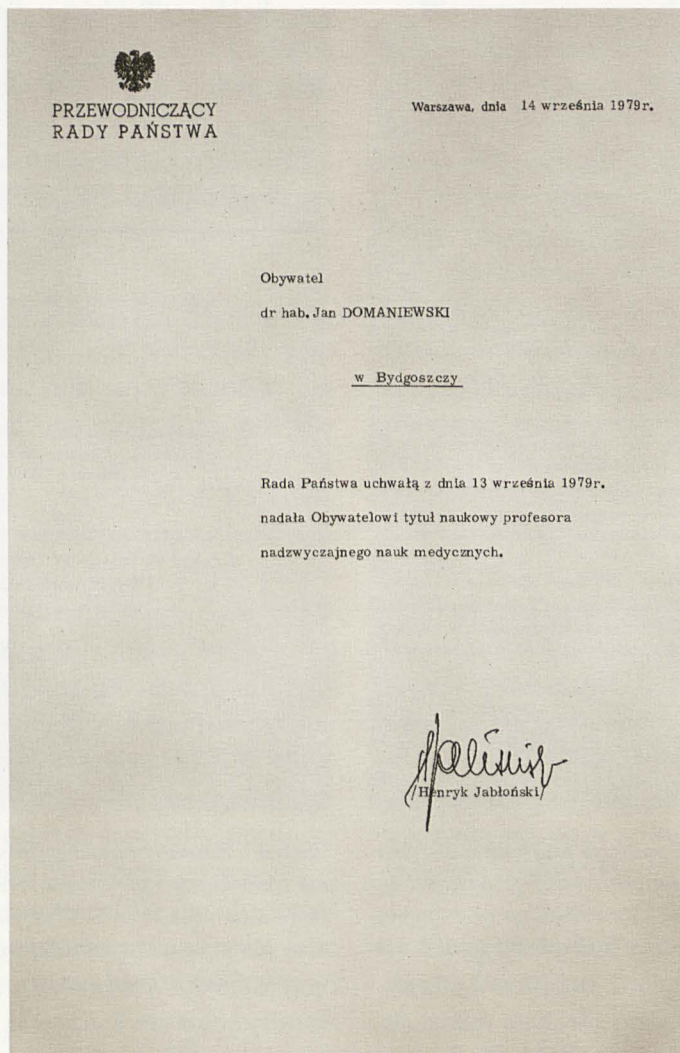 PRZEWODNICZĄCY
RADY PAŃSTWA
Warszawa, dnia 14 września 1979r.
Obywatel
dr hab. Jan DOMANIEWSKI
w Bydgoszczy
Rada Państwa uchwałą z dnia 13 września 1979r.
nadała Obywatelowi tytuł naukowy profesora
nadzwyczajnego nauk medycznych.
/Henryk Jabłoński/